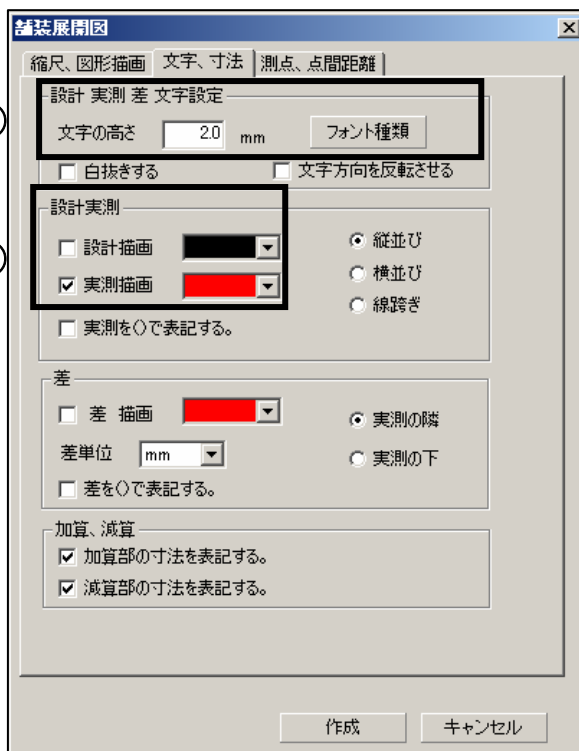 舗装展開図
縮尺、図形描画 文字、寸法 測点、点間距離
設計 実測 差 文字設定
文字の高さ 2.0 mm フォント種類
白抜きする 文字方向を反転させる
設計実測
設計描画 縦並び
実測描画 横並び
線跨ぎ
実測を()で表記する。
差
差 描画 実測の隣
差単位 mm 実測の下
差を()で表記する。
加算、減算
加算部の寸法を表記する。
減算部の寸法を表記する。
作成 キャンセル